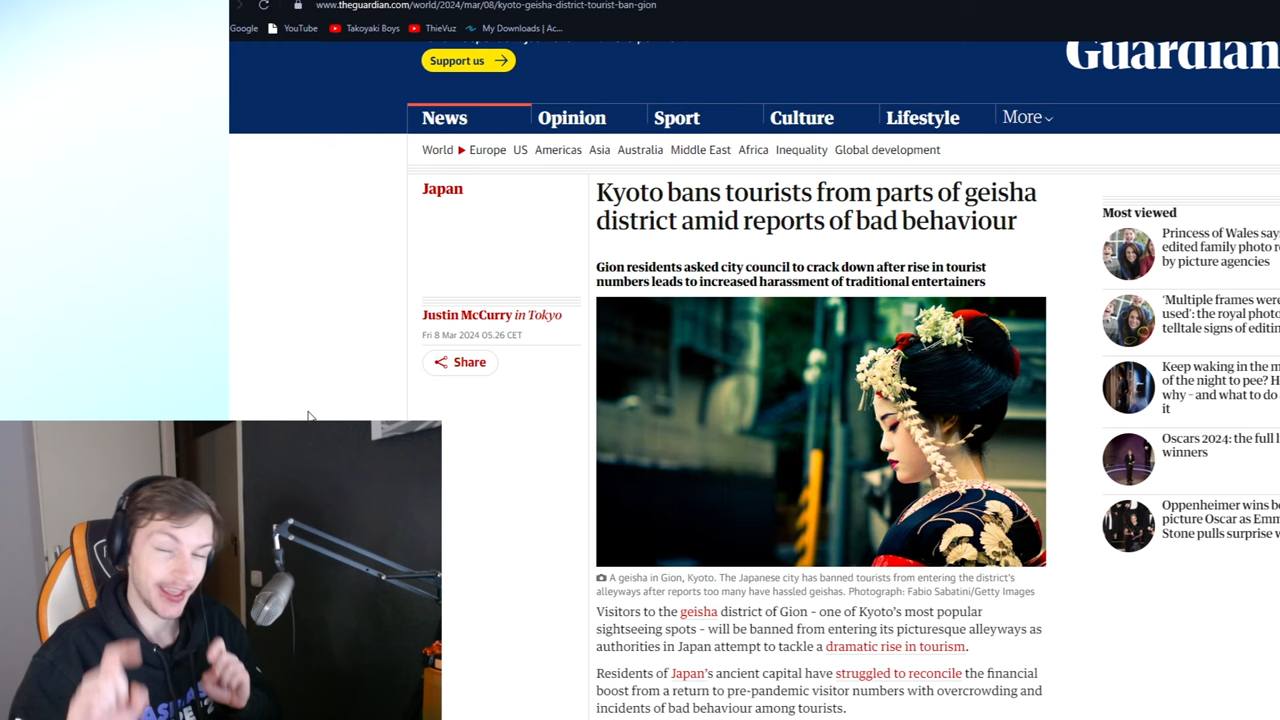 www.theguardian.com/world/2024/mar/08/kyoto-geisha-district-tourist-ban-gion
Google YouTube Takoyaki Boys ThieVuz My Downloads | Ac...
Support us
Guardian
News Opinion Sport Culture Lifestyle More
World Europe US Americas Asia Australia Middle East Africa Inequality Global development
Japan
Kyoto bans tourists from parts of geisha
district amid reports of bad behaviour
Gion residents asked city council to crack down after rise in tourist
numbers leads to increased harassment of traditional entertainers
Justin McCurry in Tokyo
Fri 8 Mar 2024 05.26 CET
Share
A geisha in Gion, Kyoto. The Japanese city has banned tourists from entering the district's
alleyways after reports too many have hassled geishas. Photograph: Fabio Sabatini/Getty Images
Visitors to the geisha district of Gion – one of Kyoto's most popular
sightseeing spots – will be banned from entering its picturesque alleyways as
authorities in Japan attempt to tackle a dramatic rise in tourism.
Residents of Japan's ancient capital have struggled to reconcile the financial
boost from a return to pre-pandemic visitor numbers with overcrowding and
incidents of bad behaviour among tourists.
Most viewed
Princess of Wales say
edited family photo r
by picture agencies
'Multiple frames were
used': the royal photo
telltale signs of editin
Keep waking in the m
of the night to pee? H
why – and what to do
it
Oscars 2024: the full l
winners
Oppenheimer wins be
picture Oscar as Emm
Stone pulls surprise w